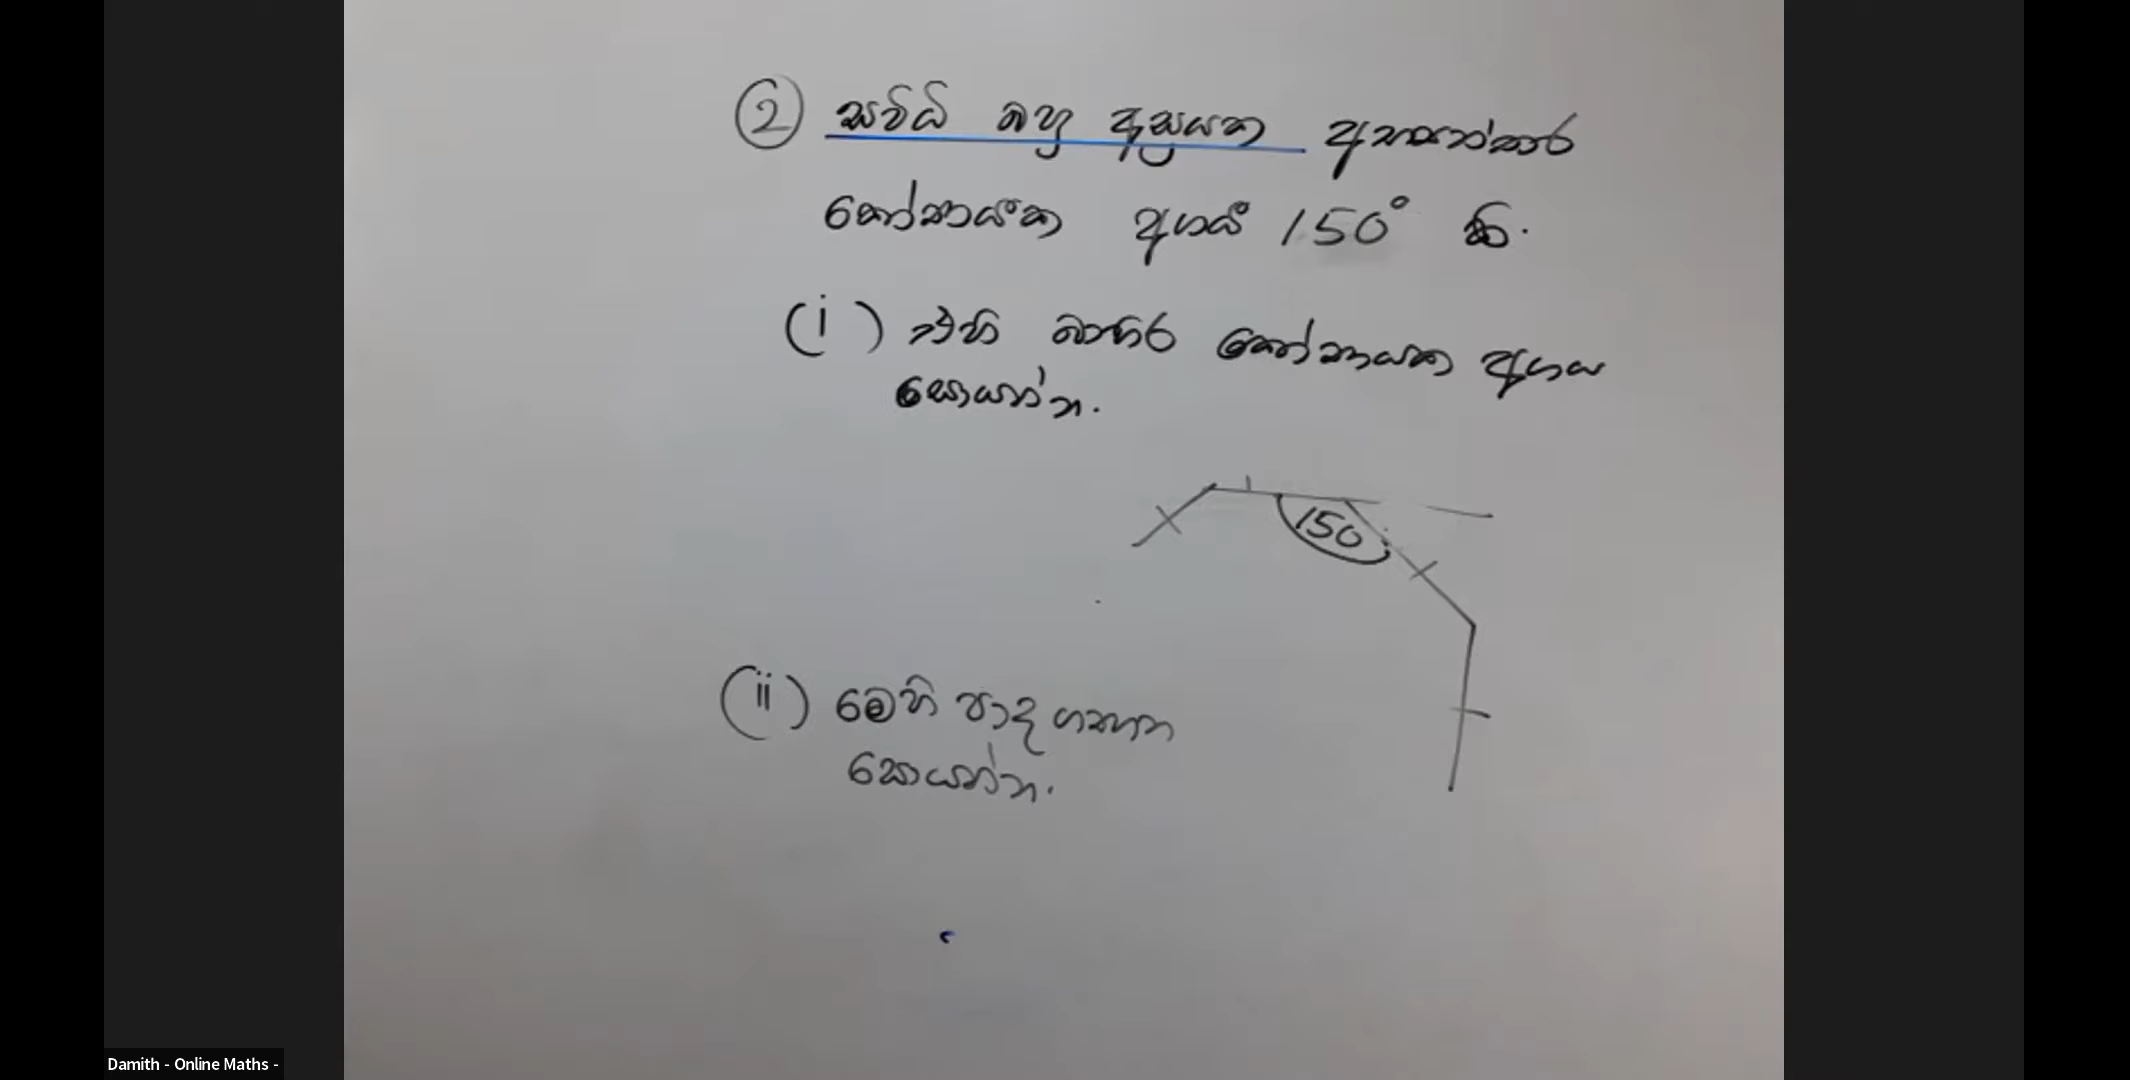 ② සවිධි බහු අස්‍රයක අභ්‍යන්තර
කෝණයක අගය 150° කි.
(i) එහි බාහිර කෝණයක අගය
සොයන්න.
150
(ii) මෙහි පාද ගණන
සොයන්න.
Damith - Online Maths -